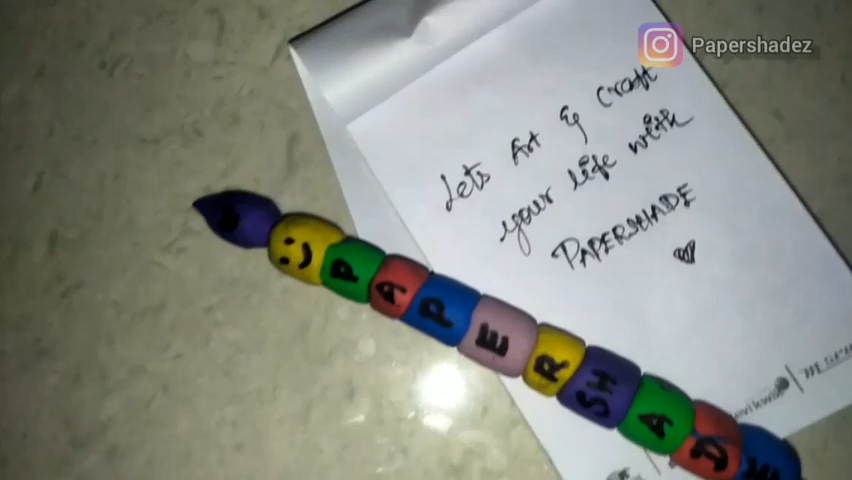 Papershadez
Lets Art & Craft
your life with
PAPERSHADE
P A P E R SH A D E